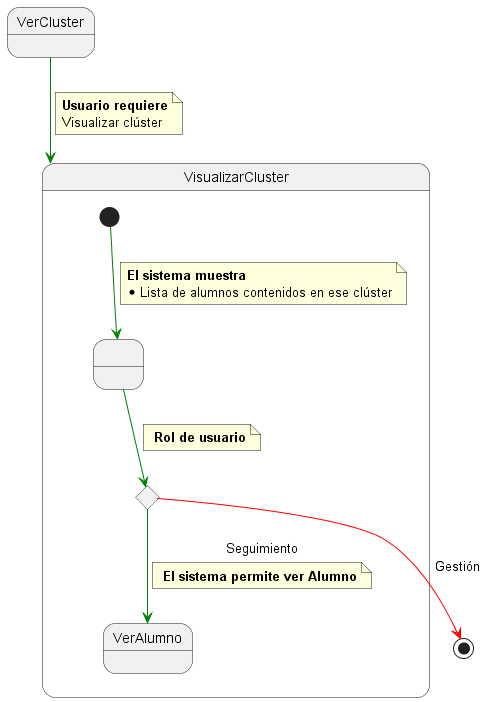 VerCluster
Usuario requiere
Visualizar clúster
VisualizarCluster
El sistema muestra
• Lista de alumnos contenidos en ese clúster
Rol de usuario
Seguimiento
Gestión
El sistema permite ver Alumno
VerAlumno